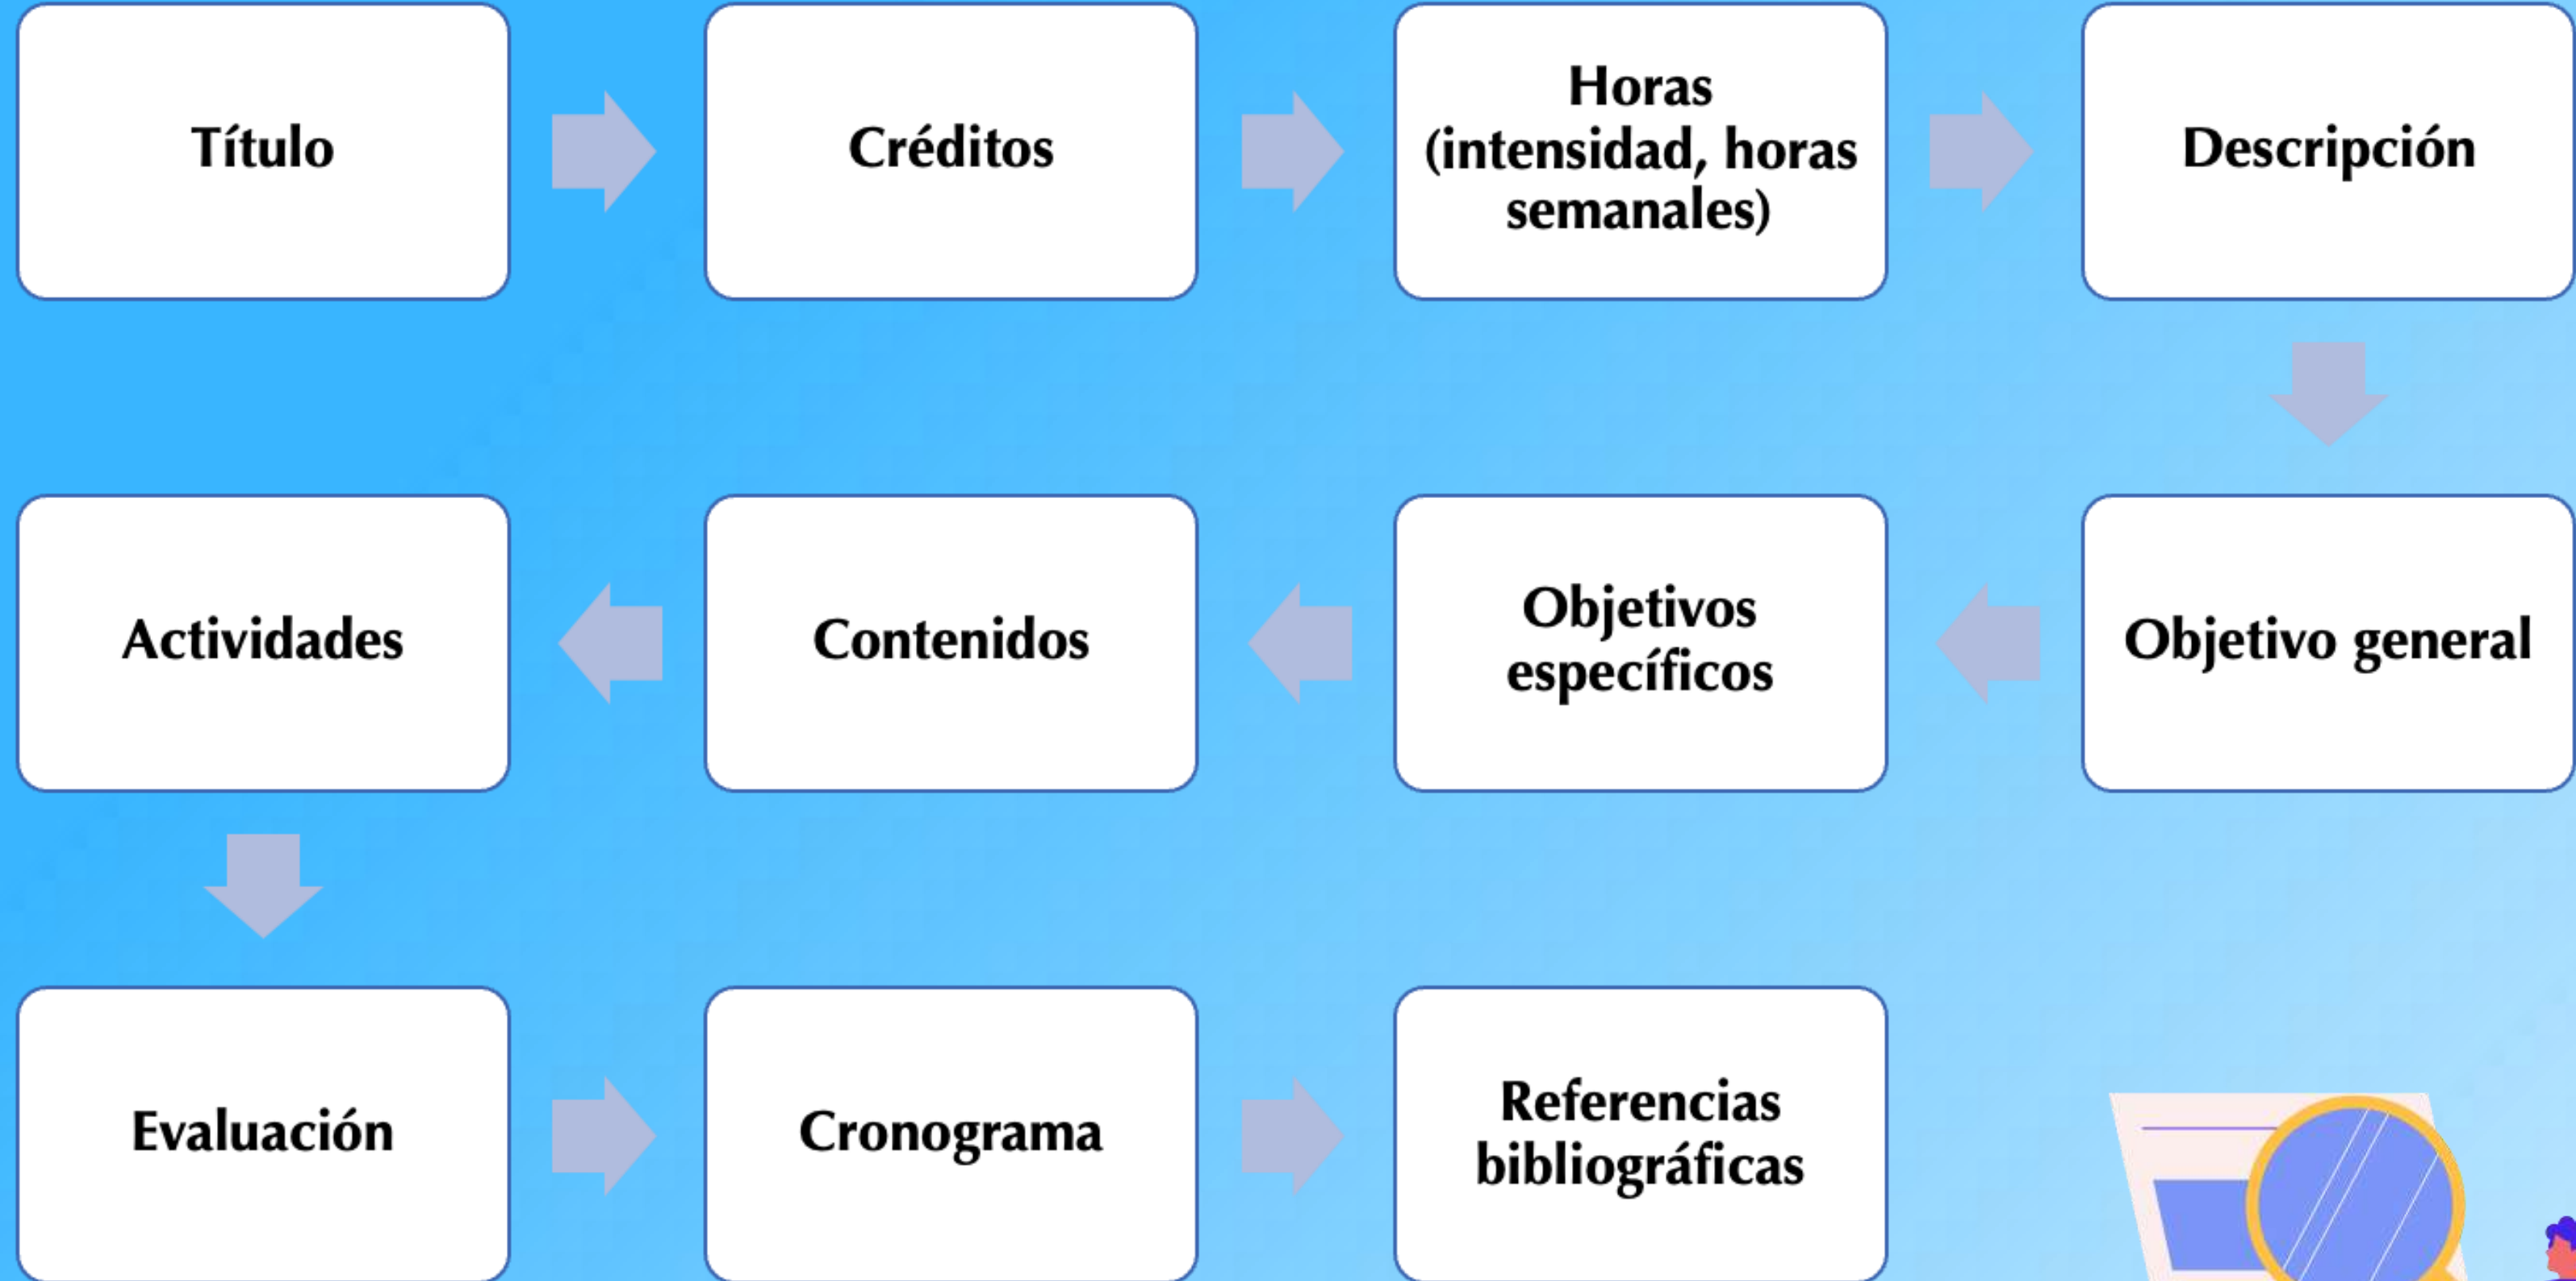 Título
Créditos
Horas
(intensidad, horas
semanales)
Descripción
Objetivo general
Objetivos
específicos
Contenidos
Actividades
Evaluación
Cronograma
Referencias
bibliográficas